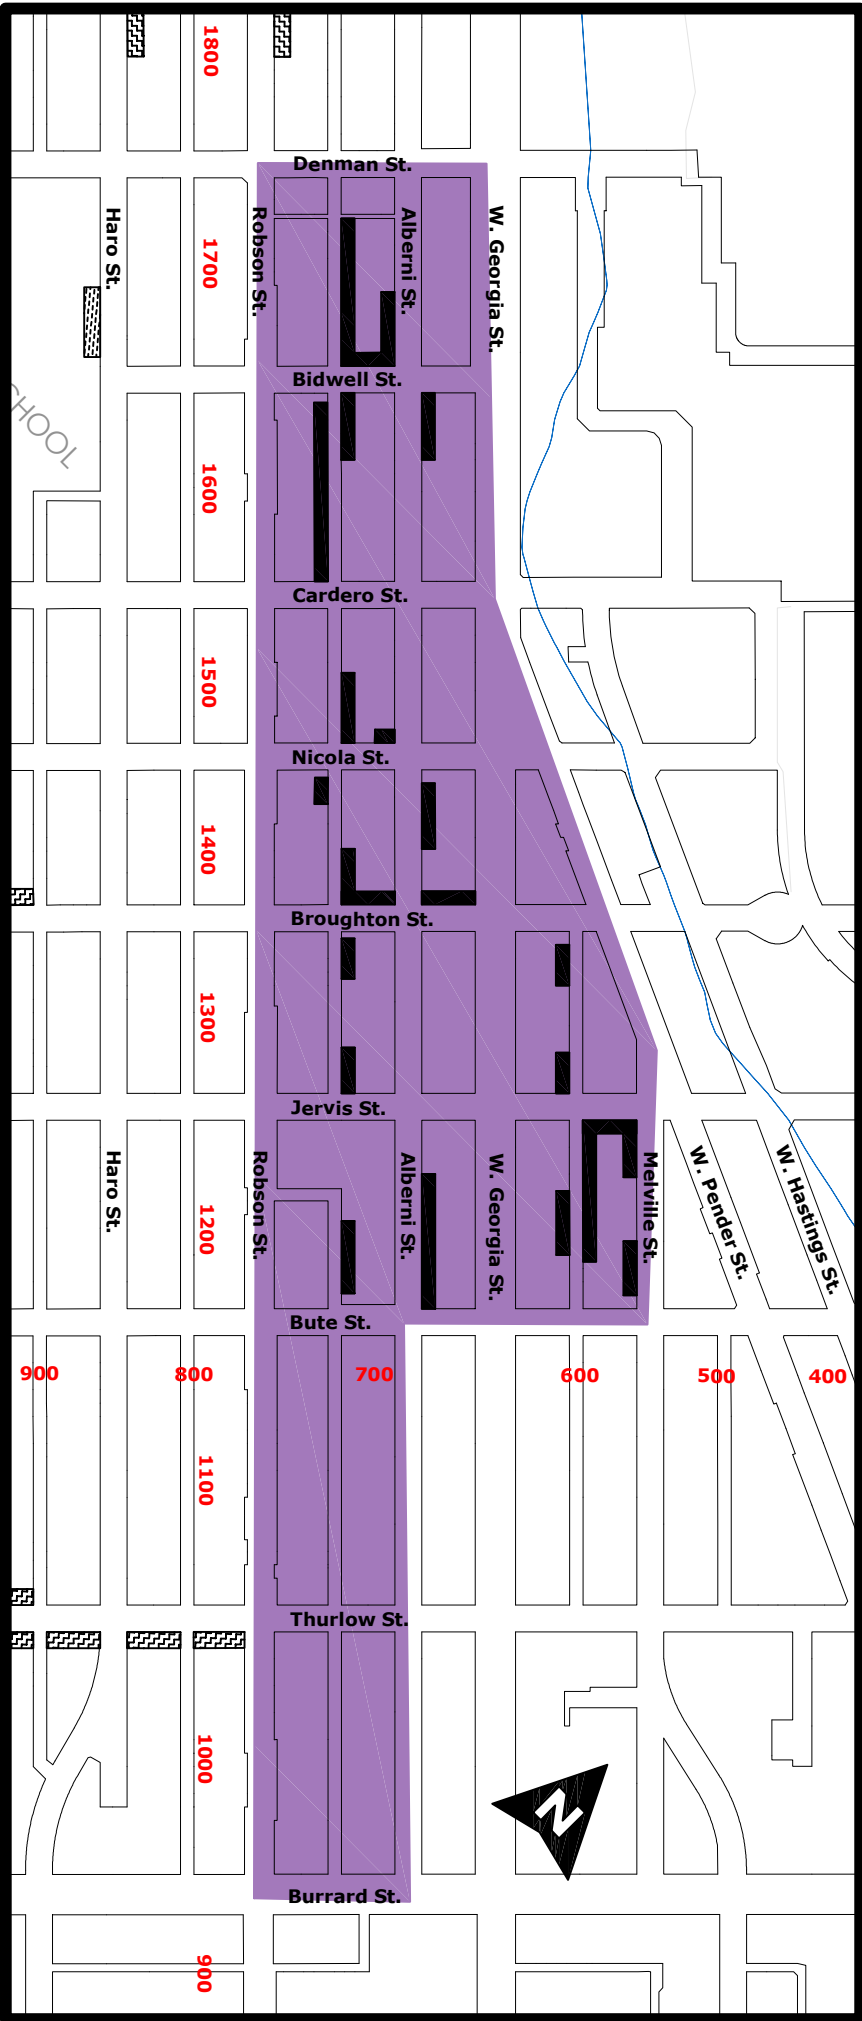 1800
Denman St.
Haro St.
Robson St.
Alberni St.
W. Georgia St.
1700
Bidwell St.
CHOOL
1600
Cardero St.
1500
Nicola St.
1400
Broughton St.
1300
Jervis St.
Haro St.
Robson St.
Alberni St.
W. Georgia St.
Melville St.
W. Pender St.
W. Hastings St.
1200
Bute St.
900
800
700
600
500
400
1100
Thurlow St.
1000
N
Burrard St.
900